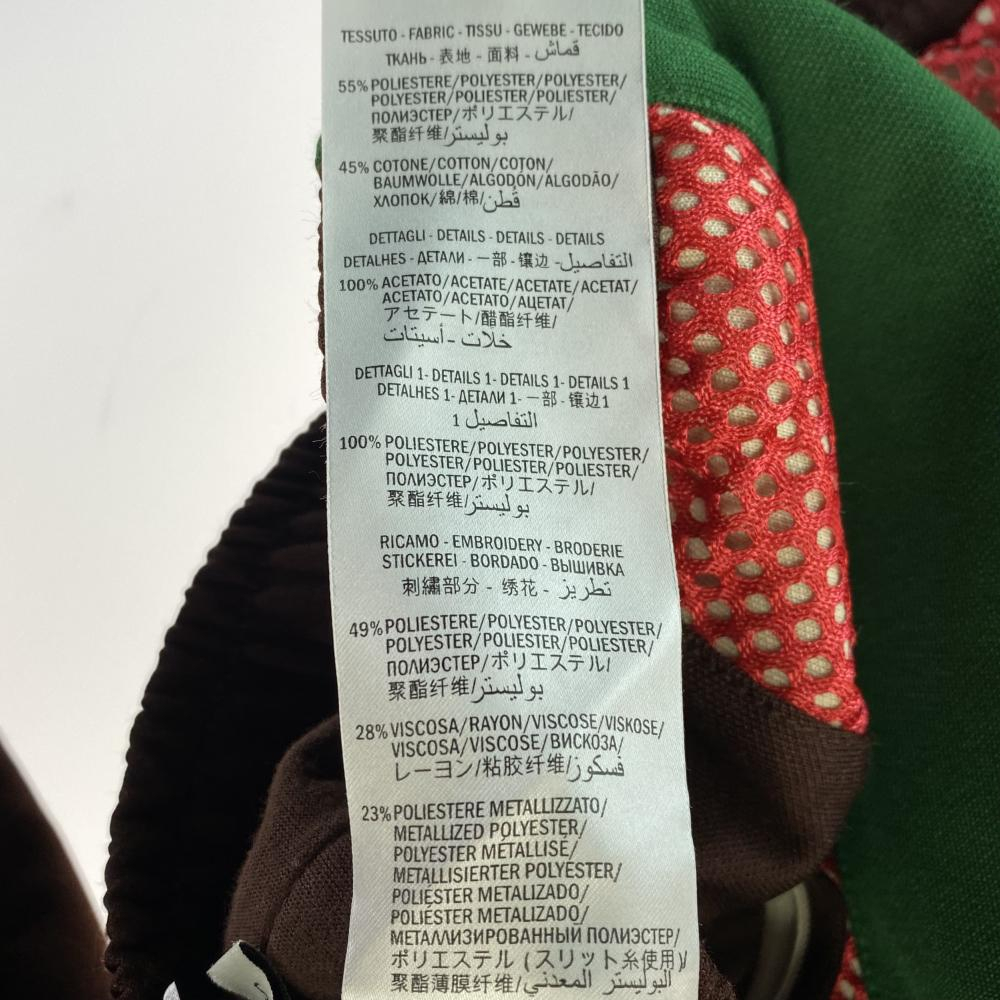 TESSUTO - FABRIC - TISSU - GEWEBE - TECIDO
ТКАНЬ - 表地 - 面料 - قماش
55% POLIESTERE/POLYESTER/POLYESTER/
POLYESTER/POLIESTER/POLIESTER/
ПОЛИЭСТЕР/ポリエステル/
聚酯纤维/بوليستر
45% COTONE/COTTON/COTON/
BAUMWOLLE/ALGODÓN/ALGODÃO/
ХЛОПОК/綿/棉/قطن
DETTAGLI - DETAILS - DETAILS - DETAILS
DETALHES - ДЕТАЛИ - 一部 - 镶边 - التفاصيل
100% ACETATO/ACETATE/ACETATE/ACETAT/
ACETATO/ACETATO/АЦЕТАТ/
アセテート/醋酯纤维/
خلات - أسيتات
DETTAGLI 1- DETAILS 1- DETAILS 1- DETAILS 1
DETALHES 1- ДЕТАЛИ 1- 一部 - 镶边1
التفاصيل 1
100% POLIESTERE/POLYESTER/POLYESTER/
POLYESTER/POLIESTER/POLIESTER/
ПОЛИЭСТЕР/ポリエステル/
聚酯纤维/بوليستر
RICAMO - EMBROIDERY - BRODERIE
STICKEREI - BORDADO - ВЫШИВКА
刺繡部分 - 绣花 - تطريز
49% POLIESTERE/POLYESTER/POLYESTER/
POLYESTER/POLIESTER/POLIESTER/
ПОЛИЭСТЕР/ポリエステル/
聚酯纤维/بوليستر
28% VISCOSA/RAYON/VISCOSE/VISKOSE/
VISCOSA/VISCOSE/ВИСКОЗА/
レーヨン/粘胶纤维/فسكوز
23% POLIESTERE METALLIZZATO/
METALLIZED POLYESTER/
POLYESTER MÉTALLISÉ/
METALLISIERTER POLYESTER/
POLIÉSTER METALIZADO/
POLIÉSTER METALIZADO/
МЕТАЛЛИЗИРОВАННЫЙ ПОЛИЭСТЕР/
ポリエステル (スリット糸使用)/
聚酯薄膜纤维/البوليستر المعدني